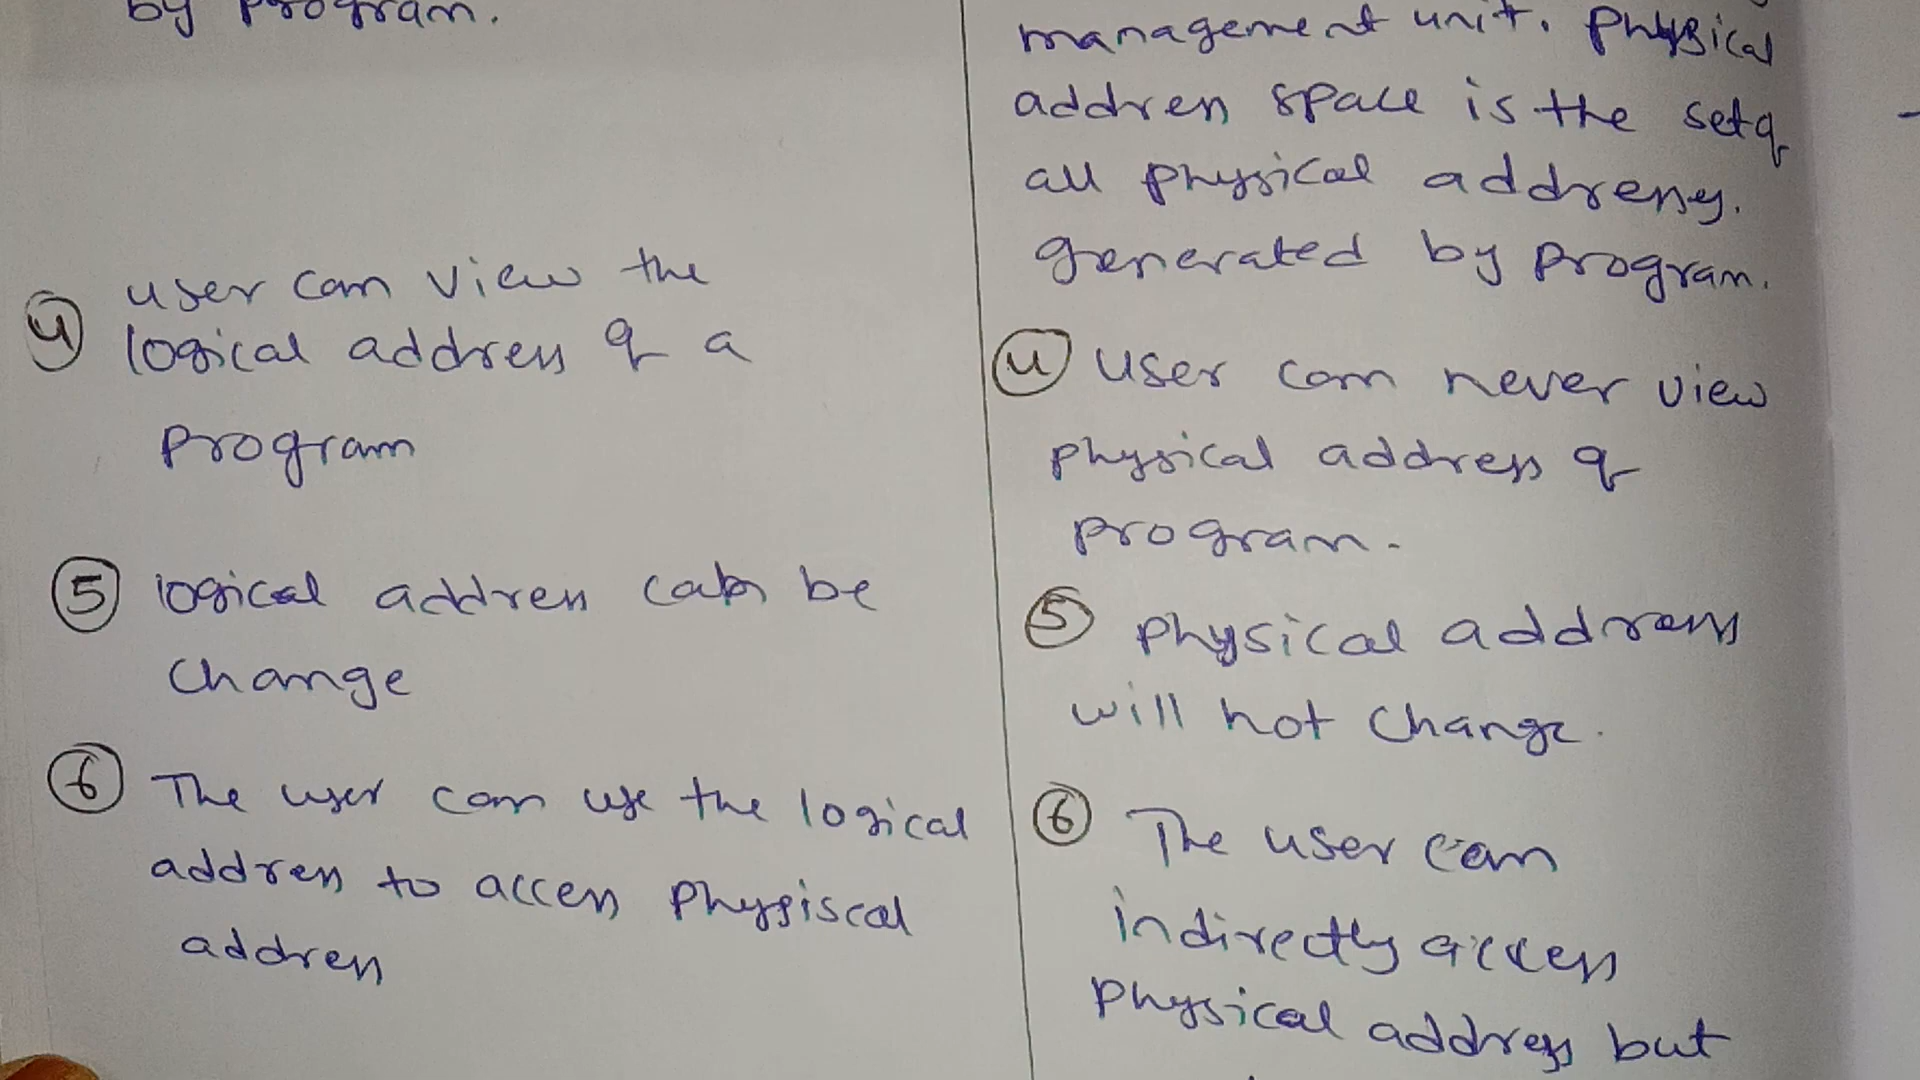 by program.
④ user can view the
logical address of a
program
⑤ logical address can be
change
⑥ The user can use the logical
address to access physiscal
address
management unit. Physical
address space is the set of
all physical addresses.
generated by program.
④ user can never view
physical address of
program.
⑤ physical address
will not change.
⑥ The user can
indirectly access
physical address but